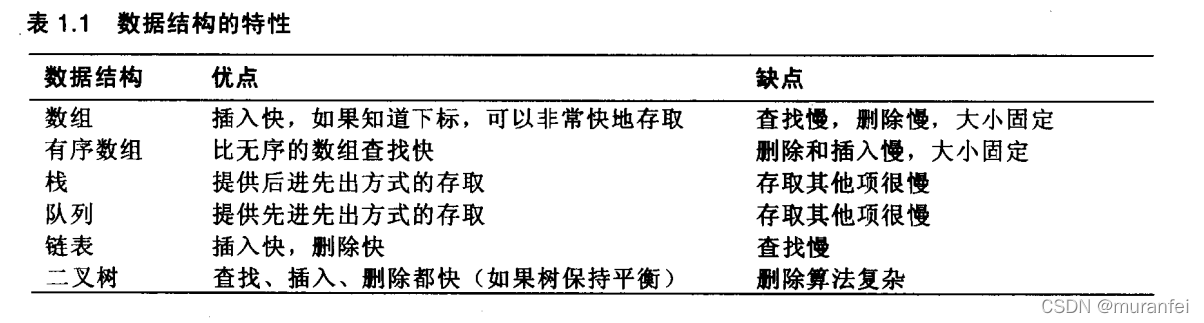 表 1.1 数据结构的特性
数据结构 优点 缺点
数组 插入快，如果知道下标，可以非常快地存取 查找慢，删除慢，大小固定
有序数组 比无序的数组查找快 删除和插入慢，大小固定
栈 提供后进先出方式的存取 存取其他项很慢
队列 提供先进先出方式的存取 存取其他项很慢
链表 插入快，删除快 查找慢
二叉树 查找、插入、删除都快（如果树保持平衡） 删除算法复杂
CSDN @muranfei